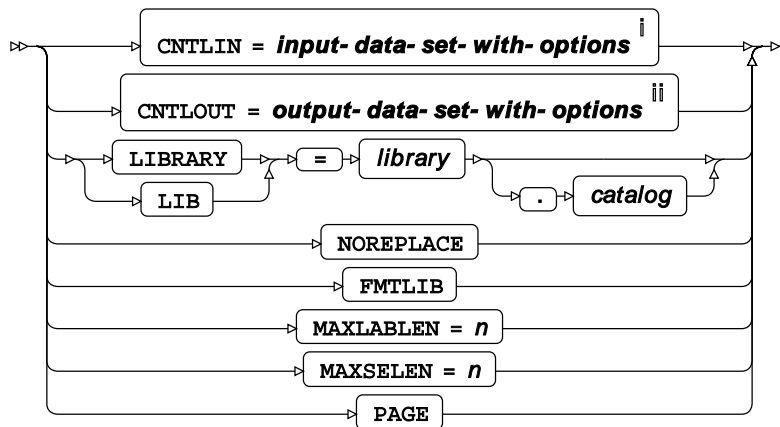 CNTLIN = input- data- set- with- options i
CNTLOUT = output- data- set- with- options ii
LIBRARY = library
LIB . catalog
NOREPLACE
FMTLIB
MAXLABLEN = n
MAXSELEN = n
PAGE